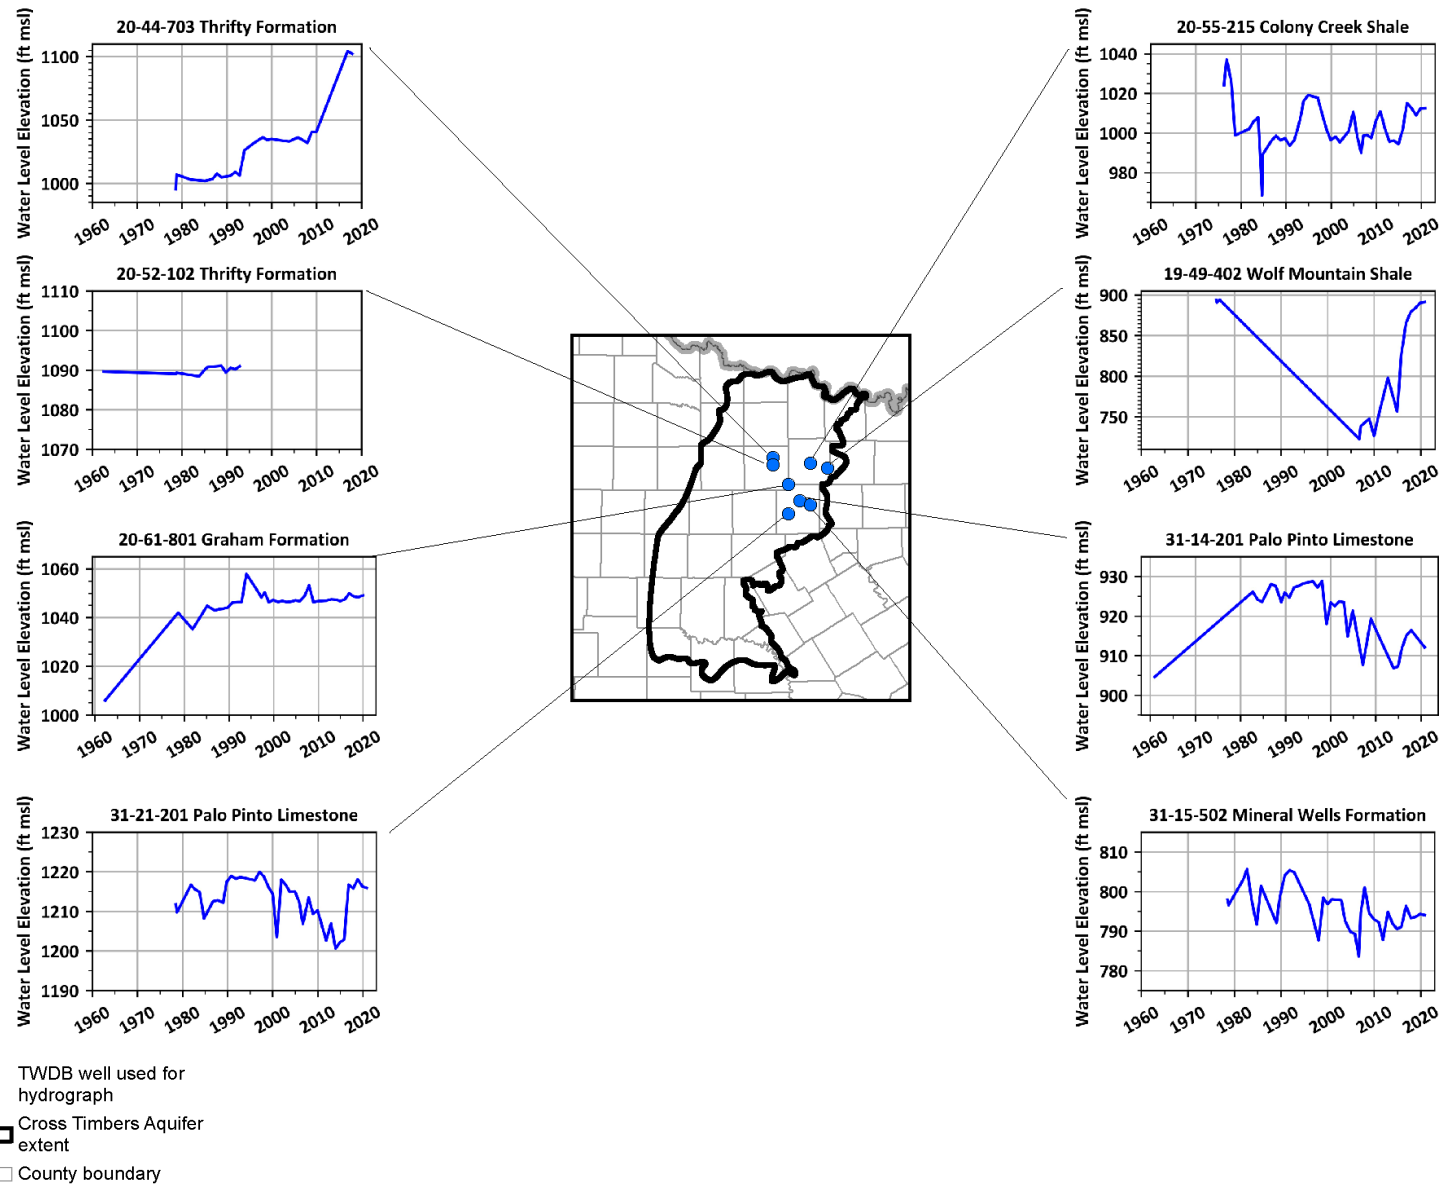 20-44-703 Thrifty Formation
Water Level Elevation (ft msl)
1100
1050
1000
1960 1970 1980 1990 2000 2010 2020
20-52-102 Thrifty Formation
Water Level Elevation (ft msl)
1110
1100
1090
1080
1070
1960 1970 1980 1990 2000 2010 2020
20-61-801 Graham Formation
Water Level Elevation (ft msl)
1060
1040
1020
1000
1960 1970 1980 1990 2000 2010 2020
31-21-201 Palo Pinto Limestone
Water Level Elevation (ft msl)
1230
1220
1210
1200
1190
1960 1970 1980 1990 2000 2010 2020
20-55-215 Colony Creek Shale
Water Level Elevation (ft msl)
1040
1020
1000
980
1960 1970 1980 1990 2000 2010 2020
19-49-402 Wolf Mountain Shale
Water Level Elevation (ft msl)
900
850
800
750
1960 1970 1980 1990 2000 2010 2020
31-14-201 Palo Pinto Limestone
Water Level Elevation (ft msl)
930
920
910
900
1960 1970 1980 1990 2000 2010 2020
31-15-502 Mineral Wells Formation
Water Level Elevation (ft msl)
810
800
790
780
1960 1970 1980 1990 2000 2010 2020
TWDB well used for
hydrograph
Cross Timbers Aquifer
extent
County boundary